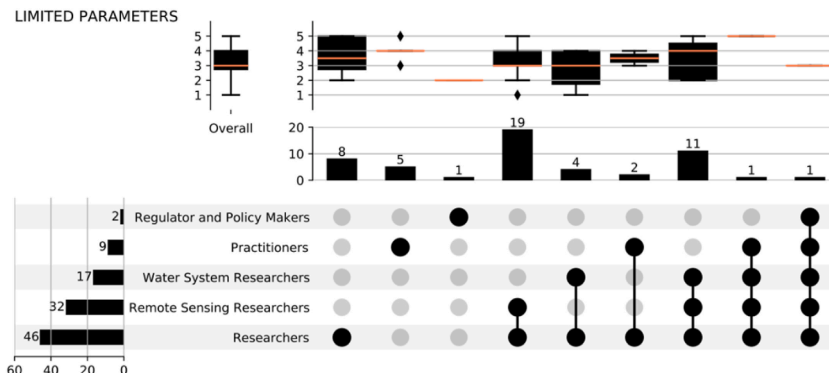 LIMITED PARAMETERS
5 5
4 4
3 3
2 2
1 1
Overall
20
10
0
8 5 1 19 4 2 11 1 1
2 Regulator and Policy Makers
9 Practitioners
17 Water System Researchers
32 Remote Sensing Researchers
46 Researchers
60 40 20 0